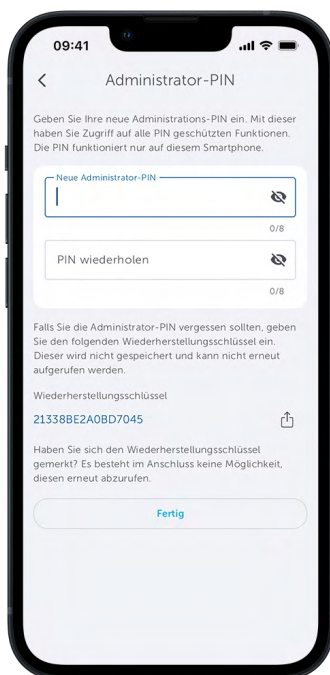 09:41
Administrator-PIN
Geben Sie Ihre neue Administrations-PIN ein. Mit dieser
haben Sie Zugriff auf alle PIN geschützten Funktionen.
Die PIN funktioniert nur auf diesem Smartphone.
Neue Administrator-PIN
0/8
PIN wiederholen
0/8
Falls Sie die Administrator-PIN vergessen sollten, geben
Sie den folgenden Wiederherstellungsschlüssel ein.
Dieser wird nicht gespeichert und kann nicht erneut
aufgerufen werden.
Wiederherstellungsschlüssel
21338BE2A0BD7045
Haben Sie sich den Wiederherstellungsschlüssel
gemerkt? Es besteht im Anschluss keine Möglichkeit,
diesen erneut abzurufen.
Fertig